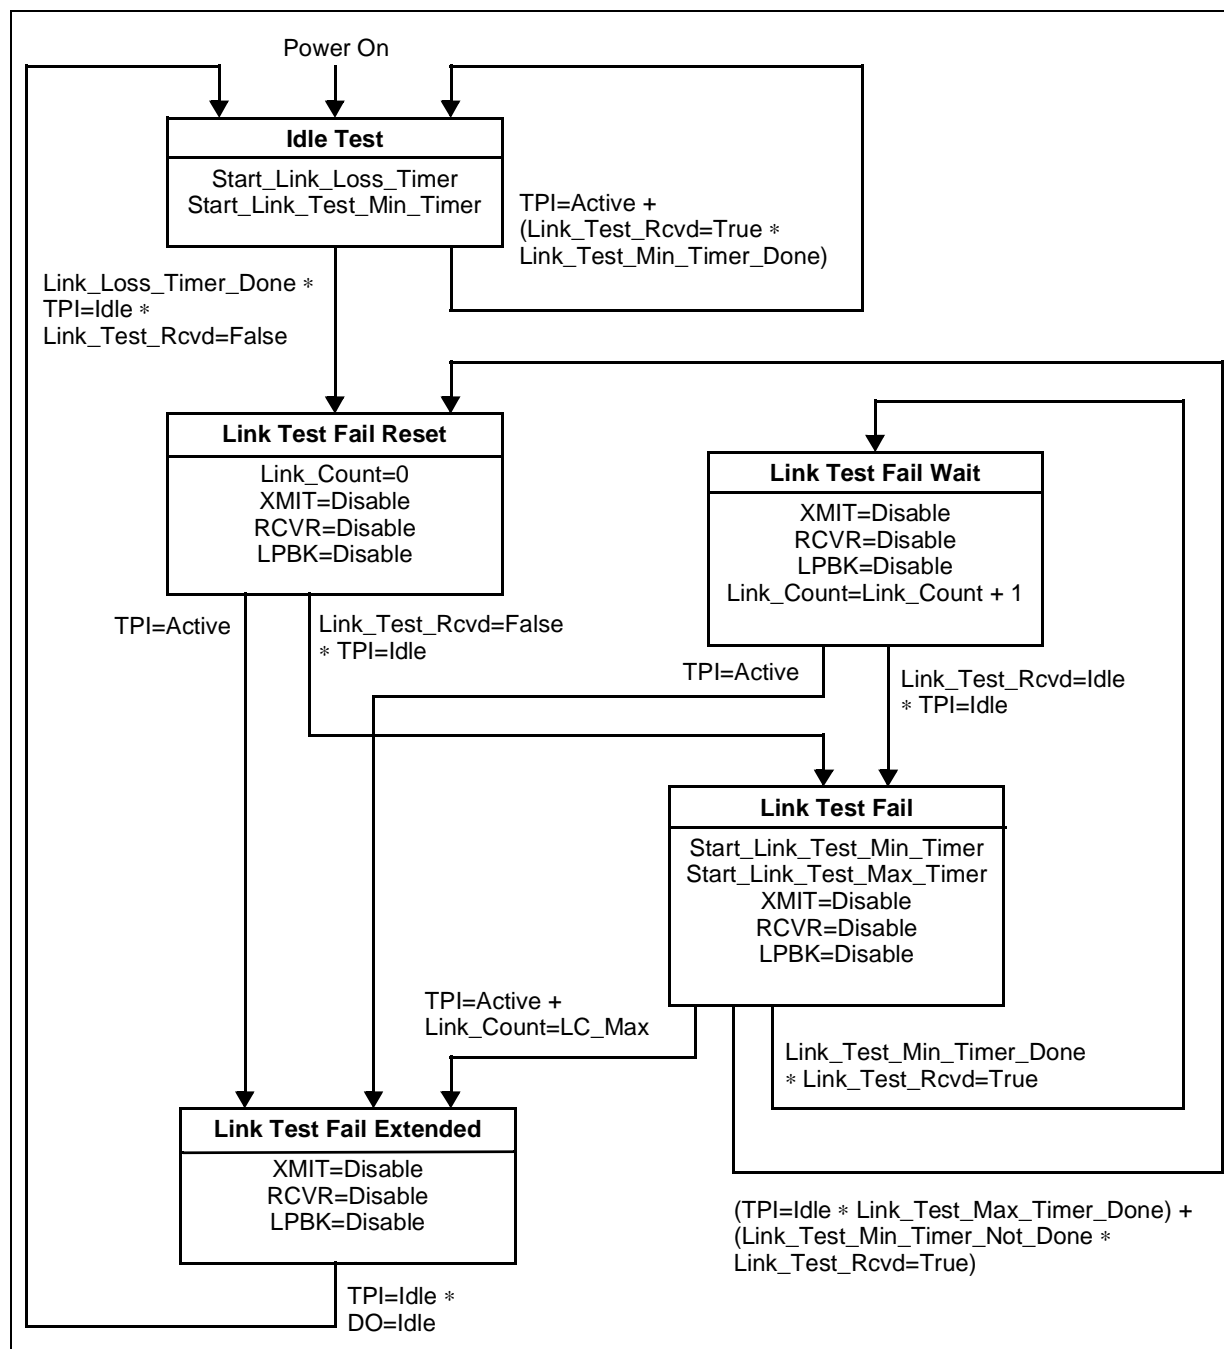 Power On
Idle Test
Start_Link_Loss_Timer
Start_Link_Test_Min_Timer
TPI=Active +
(Link_Test_Rcvd=True *
Link_Test_Min_Timer_Done)
Link_Loss_Timer_Done *
TPI=Idle *
Link_Test_Rcvd=False
Link Test Fail Reset
Link_Count=0
XMIT=Disable
RCVR=Disable
LPBK=Disable
Link Test Fail Wait
XMIT=Disable
RCVR=Disable
LPBK=Disable
Link_Count=Link_Count + 1
TPI=Active
Link_Test_Rcvd=False
* TPI=Idle
TPI=Active
Link_Test_Rcvd=Idle
* TPI=Idle
Link Test Fail
Start_Link_Test_Min_Timer
Start_Link_Test_Max_Timer
XMIT=Disable
RCVR=Disable
LPBK=Disable
TPI=Active +
Link_Count=LC_Max
Link_Test_Min_Timer_Done
* Link_Test_Rcvd=True
Link Test Fail Extended
XMIT=Disable
RCVR=Disable
LPBK=Disable
(TPI=Idle * Link_Test_Max_Timer_Done) +
(Link_Test_Min_Timer_Not_Done *
Link_Test_Rcvd=True)
TPI=Idle *
DO=Idle